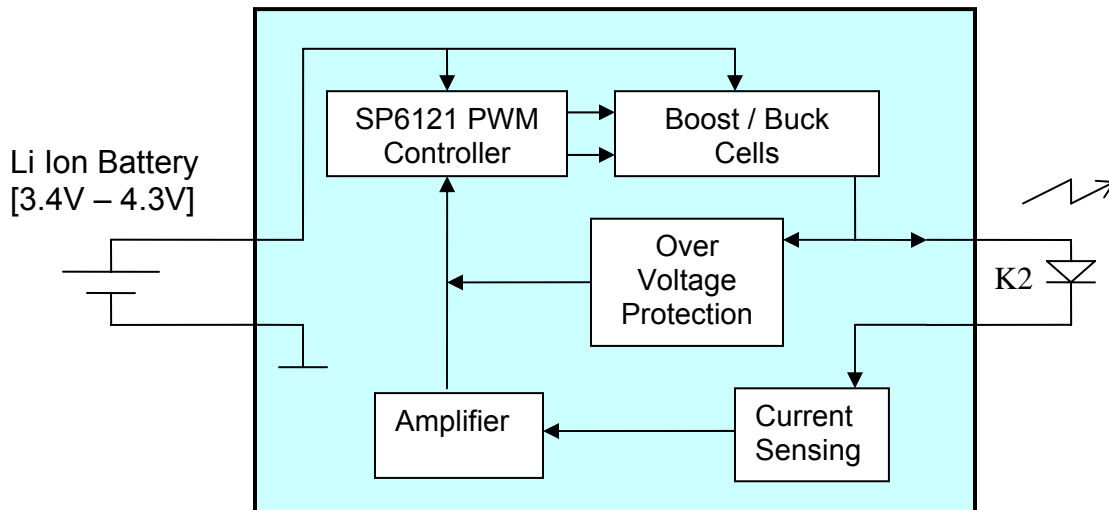 SP6121 PWM
Controller
Boost / Buck
Cells
Li Ion Battery
[3.4V – 4.3V]
Over
Voltage
Protection
K2
Amplifier
Current
Sensing